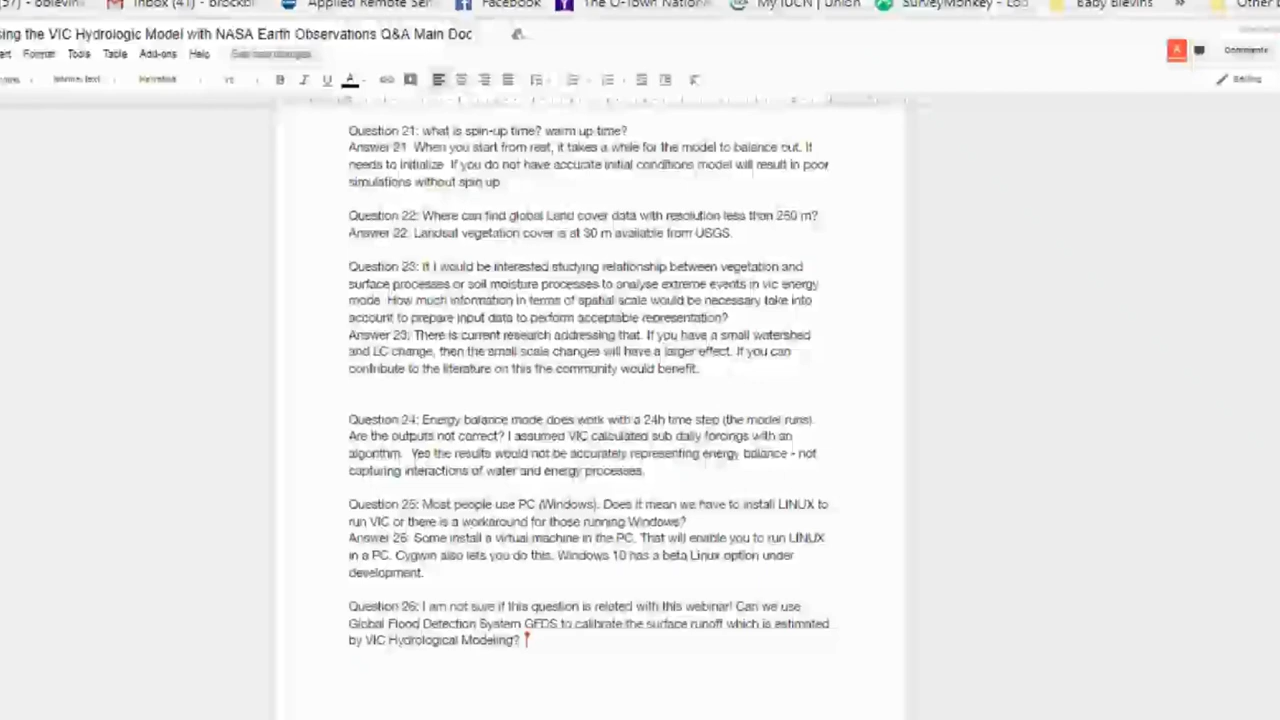 Inbox (41) - brockbl
Applied Remote Sen
Facebook
The O-Town Nation
My IUCN | Union
SurveyMonkey - Loo
Baby Blevins
»
Other
sing the VIC Hydrologic Model with NASA Earth Observations Q&A Main Doc
Format Tools Table Add-ons Help
Comments
B I U A
Editing
Question 21: what is spin-up time? warm up time?
Answer 21 When you start from rest, it takes a while for the model to balance out. It
needs to initialize. If you do not have accurate initial conditions model will result in poor
simulations without spin up
Question 22: Where can find global Land cover data with resolution less than 250 m?
Answer 22: Landsat vegetation cover is at 30 m available from USGS.
Question 23: If I would be interested studying relationship between vegetation and
surface processes or soil moisture processes to analyse extreme events in vic energy
mode. How much information in terms of spatial scale would be necessary take into
account to prepare input data to perform acceptable representation?
Answer 23: There is current research addressing that. If you have a small watershed
and LC change, then the small scale changes will have a larger effect. If you can
contribute to the literature on this the community would benefit.
Question 24: Energy balance mode does work with a 24h time step (the model runs).
Are the outputs not correct? I assumed VIC calculated sub daily forcings with an
algorithm. Yes the results would not be accurately representing energy balance - not
capturing interactions of water and energy processes.
Question 25: Most people use PC (Windows). Does it mean we have to install LINUX to
run VIC or there is a workaround for those running Windows?
Answer 26: Some install a virtual machine in the PC. That will enable you to run LINUX
in a PC. Cygwin also lets you do this. Windows 10 has a beta Linux option under
development.
Question 26: I am not sure if this question is related with this webinar! Can we use
Global Flood Detection System GFDS to calibrate the surface runoff which is estimated
by VIC Hydrological Modeling?